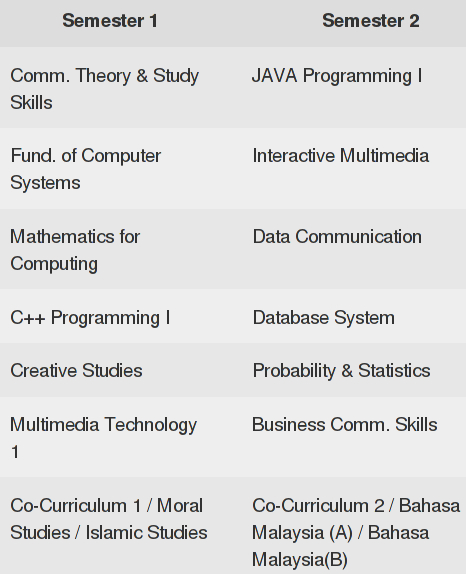 Semester 1 Semester 2
Comm. Theory & Study JAVA Programming I
Skills
Fund. of Computer Interactive Multimedia
Systems
Mathematics for Data Communication
Computing
C++ Programming I Database System
Creative Studies Probability & Statistics
Multimedia Technology Business Comm. Skills
1
Co-Curriculum 1 / Moral Co-Curriculum 2 / Bahasa
Studies / Islamic Studies Malaysia (A) / Bahasa
Malaysia(B)